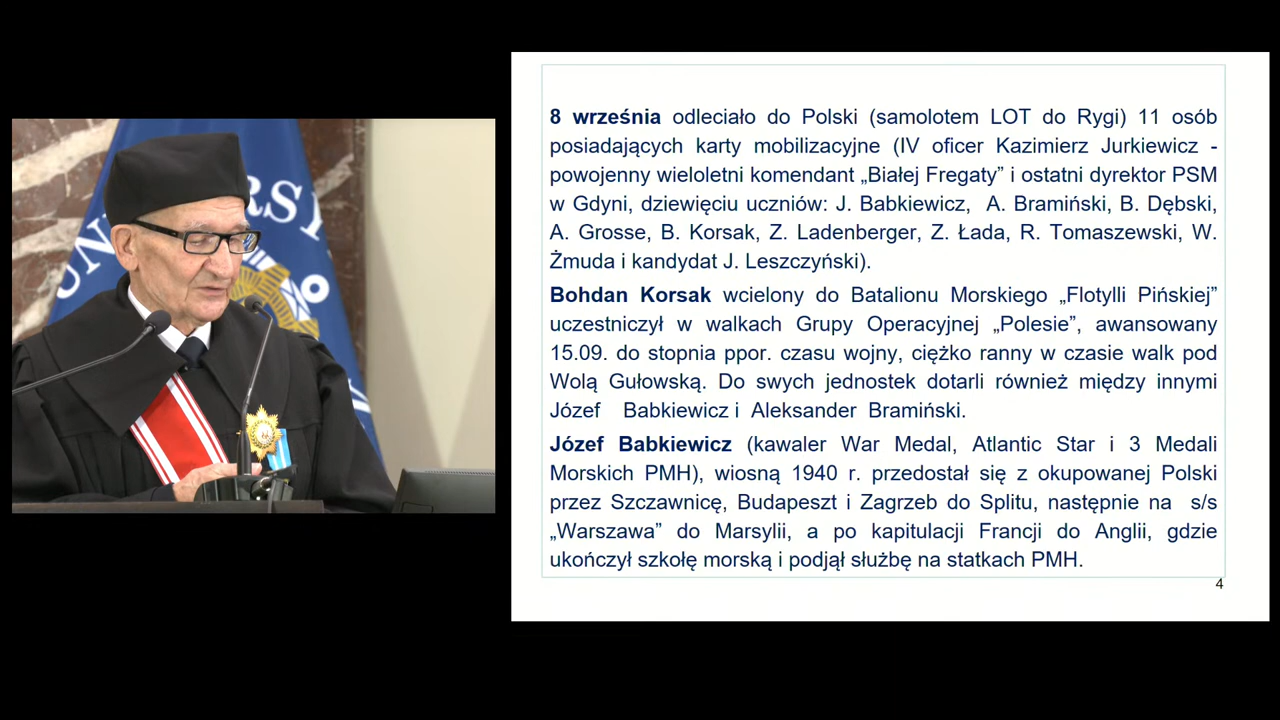 UN
RSY
8 września odleciało do Polski (samolotem LOT do Rygi) 11 osób
posiadających karty mobilizacyjne (IV oficer Kazimierz Jurkiewicz -
powojenny wieloletni komendant „Białej Fregaty” i ostatni dyrektor PSM
w Gdyni, dziewięciu uczniów: J. Babkiewicz, A. Bramiński, B. Dębski,
A. Grosse, B. Korsak, Z. Ladenberger, Z. Łada, R. Tomaszewski, W.
Żmuda i kandydat J. Leszczyński).
Bohdan Korsak wcielony do Batalionu Morskiego „Flotylli Pińskiej”
uczestniczył w walkach Grupy Operacyjnej „Polesie”, awansowany
15.09. do stopnia ppor. czasu wojny, ciężko ranny w czasie walk pod
Wolą Gułowską. Do swych jednostek dotarli również między innymi
Józef Babkiewicz i Aleksander Bramiński.
Józef Babkiewicz (kawaler War Medal, Atlantic Star i 3 Medali
Morskich PMH), wiosną 1940 r. przedostał się z okupowanej Polski
przez Szczawnicę, Budapeszt i Zagrzeb do Splitu, następnie na s/s
„Warszawa” do Marsylii, a po kapitulacji Francji do Anglii, gdzie
ukończył szkołę morską i podjął służbę na statkach PMH.
4